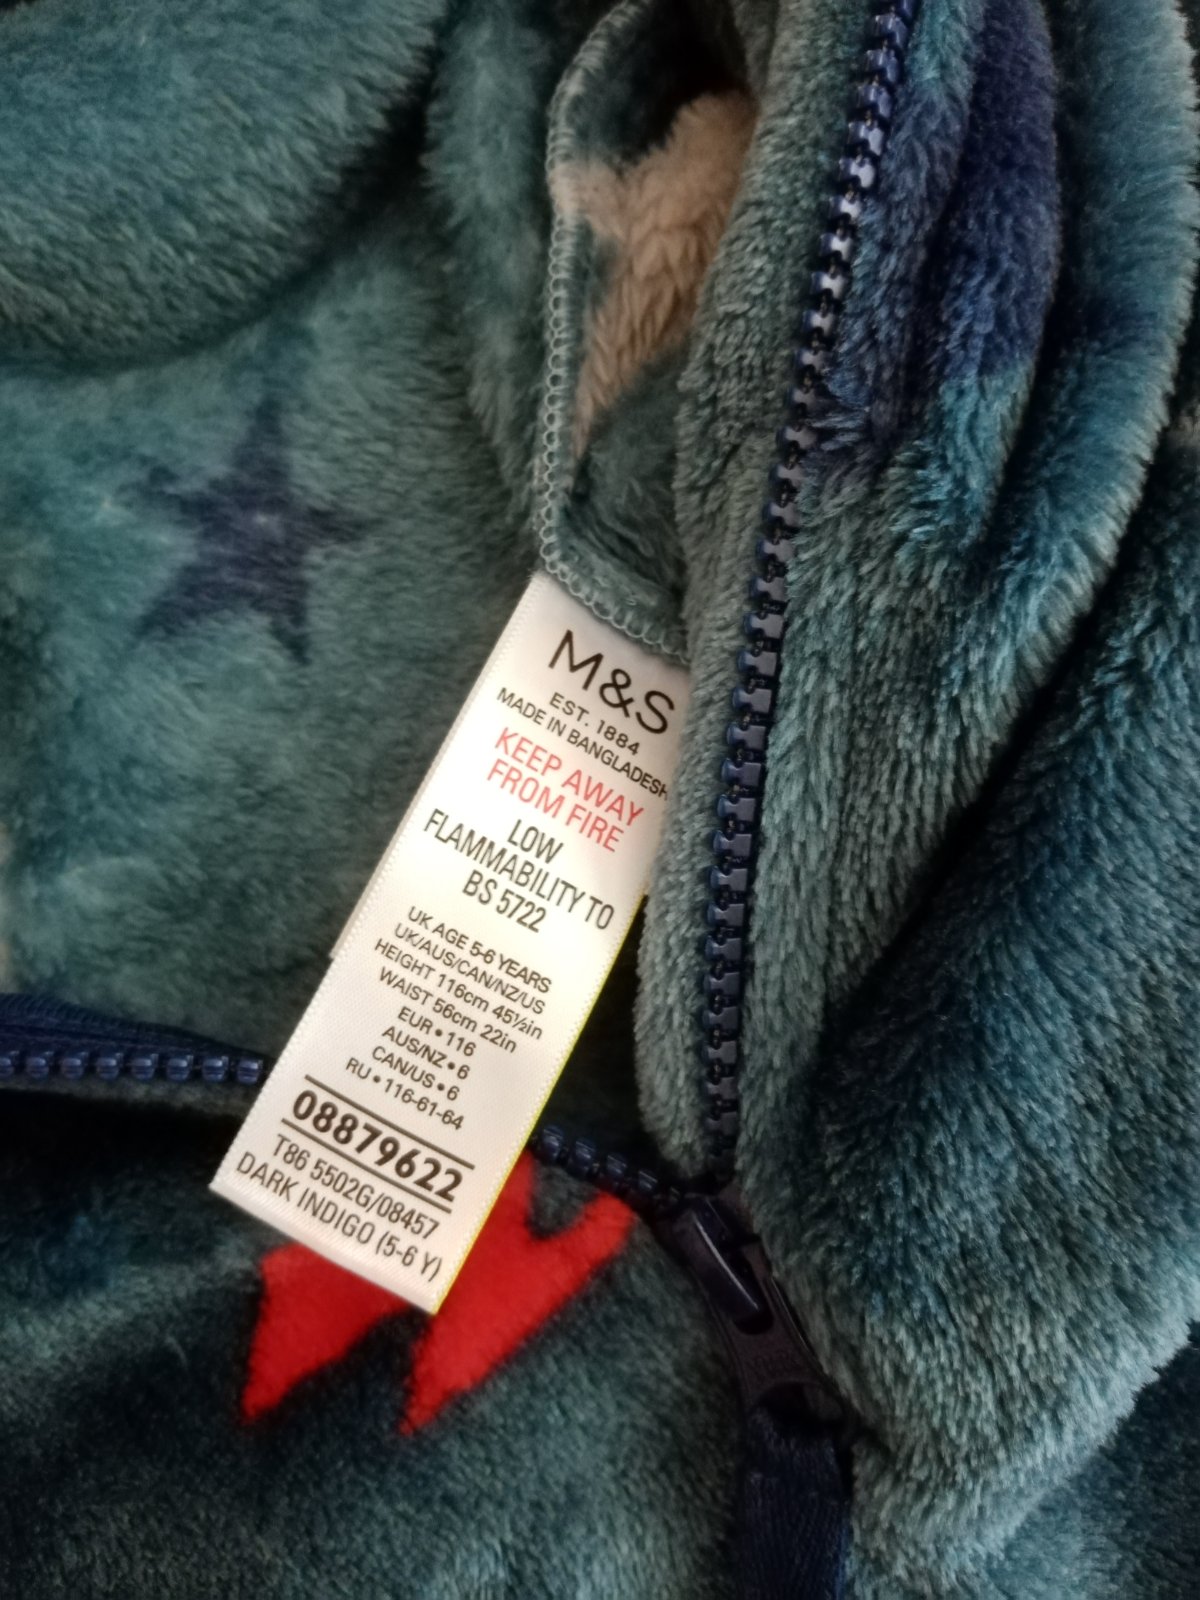 M&S
EST. 1884
MADE IN BANGLADESH
KEEP AWAY
FROM FIRE
LOW
FLAMMABILITY TO
BS 5722
UK AGE 5-6 YEARS
UK/AUS/CAN/NZ/US
HEIGHT 116cm 45½in
WAIST 56cm 22in
EUR • 116
AUS/NZ • 6
CAN/US • 6
RU • 116-61-64
08879622
T86 5502G/08457
DARK INDIGO (5-6 Y)